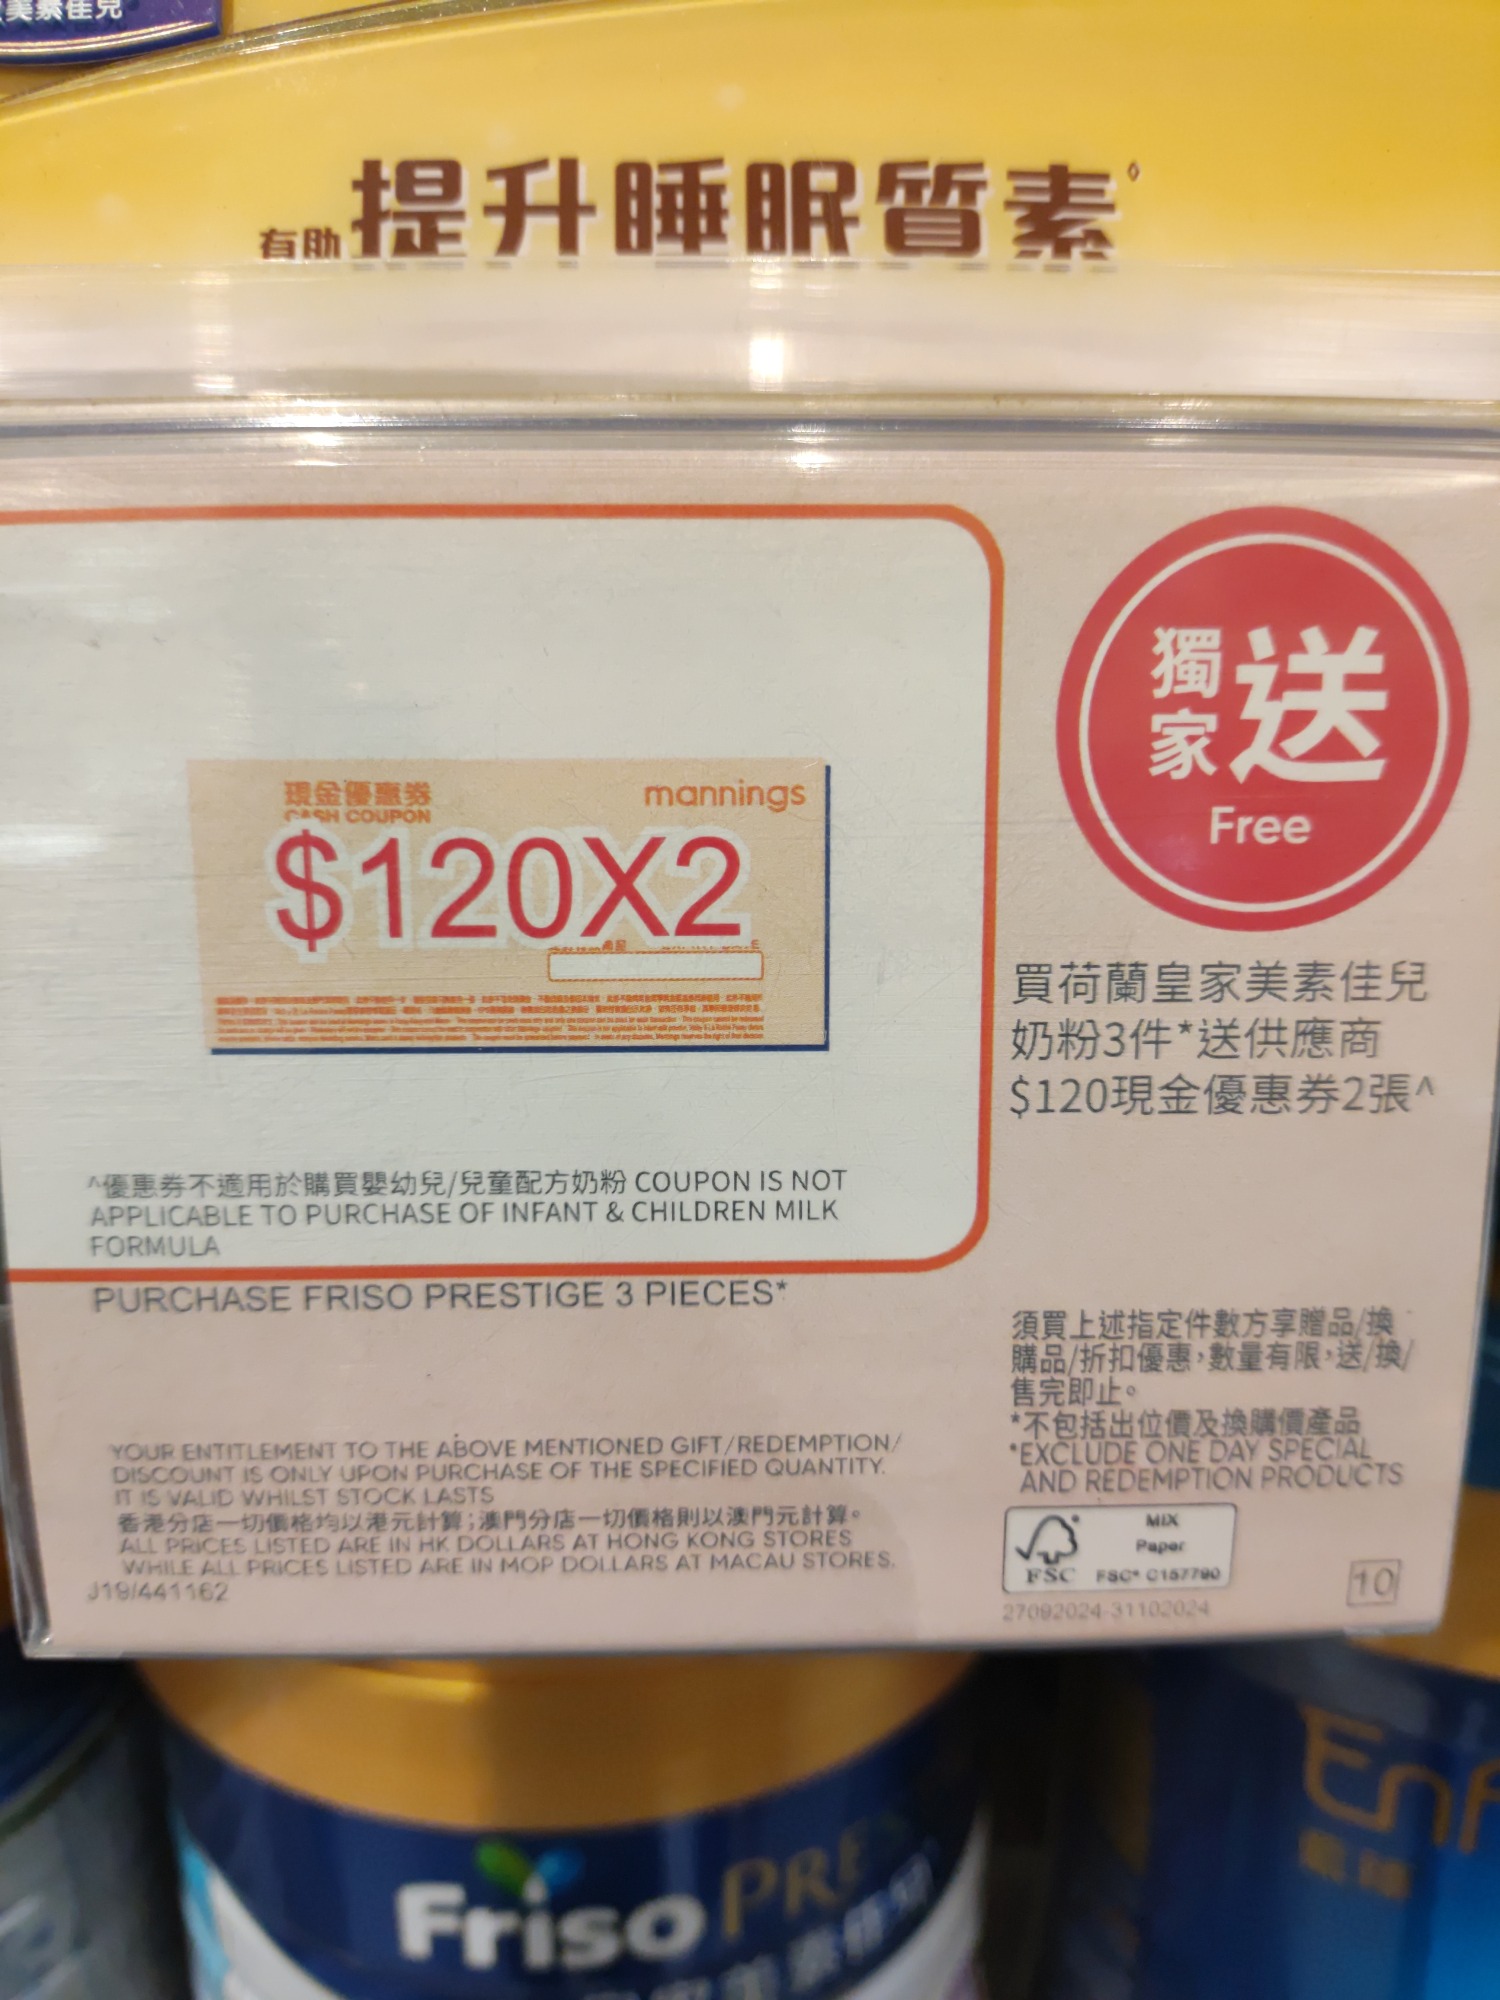 美素佳兒
有助提升睡眠質素◊
現金優惠券
CASH COUPON
mannings
$120X2
獨家送
Free
買荷蘭皇家美素佳兒
奶粉3件*送供應商
$120現金優惠券2張^
^優惠券不適用於購買嬰幼兒/兒童配方奶粉 COUPON IS NOT
APPLICABLE TO PURCHASE OF INFANT & CHILDREN MILK
FORMULA
PURCHASE FRISO PRESTIGE 3 PIECES*
須買上述指定件數方享贈品/換
購品/折扣優惠,數量有限,送/換/
售完即止。
*不包括出位價及換購價產品
*EXCLUDE ONE DAY SPECIAL
AND REDEMPTION PRODUCTS
YOUR ENTITLEMENT TO THE ABOVE MENTIONED GIFT/REDEMPTION/
DISCOUNT IS ONLY UPON PURCHASE OF THE SPECIFIED QUANTITY.
IT IS VALID WHILST STOCK LASTS
香港分店一切價格均以港元計算;澳門分店一切價格則以澳門元計算。
ALL PRICES LISTED ARE IN HK DOLLARS AT HONG KONG STORES
WHILE ALL PRICES LISTED ARE IN MOP DOLLARS AT MACAU STORES.
J19/441162
FSC
MIX
Paper
FSC® C157790
27092024-31102024
10
Friso PRES
Enf